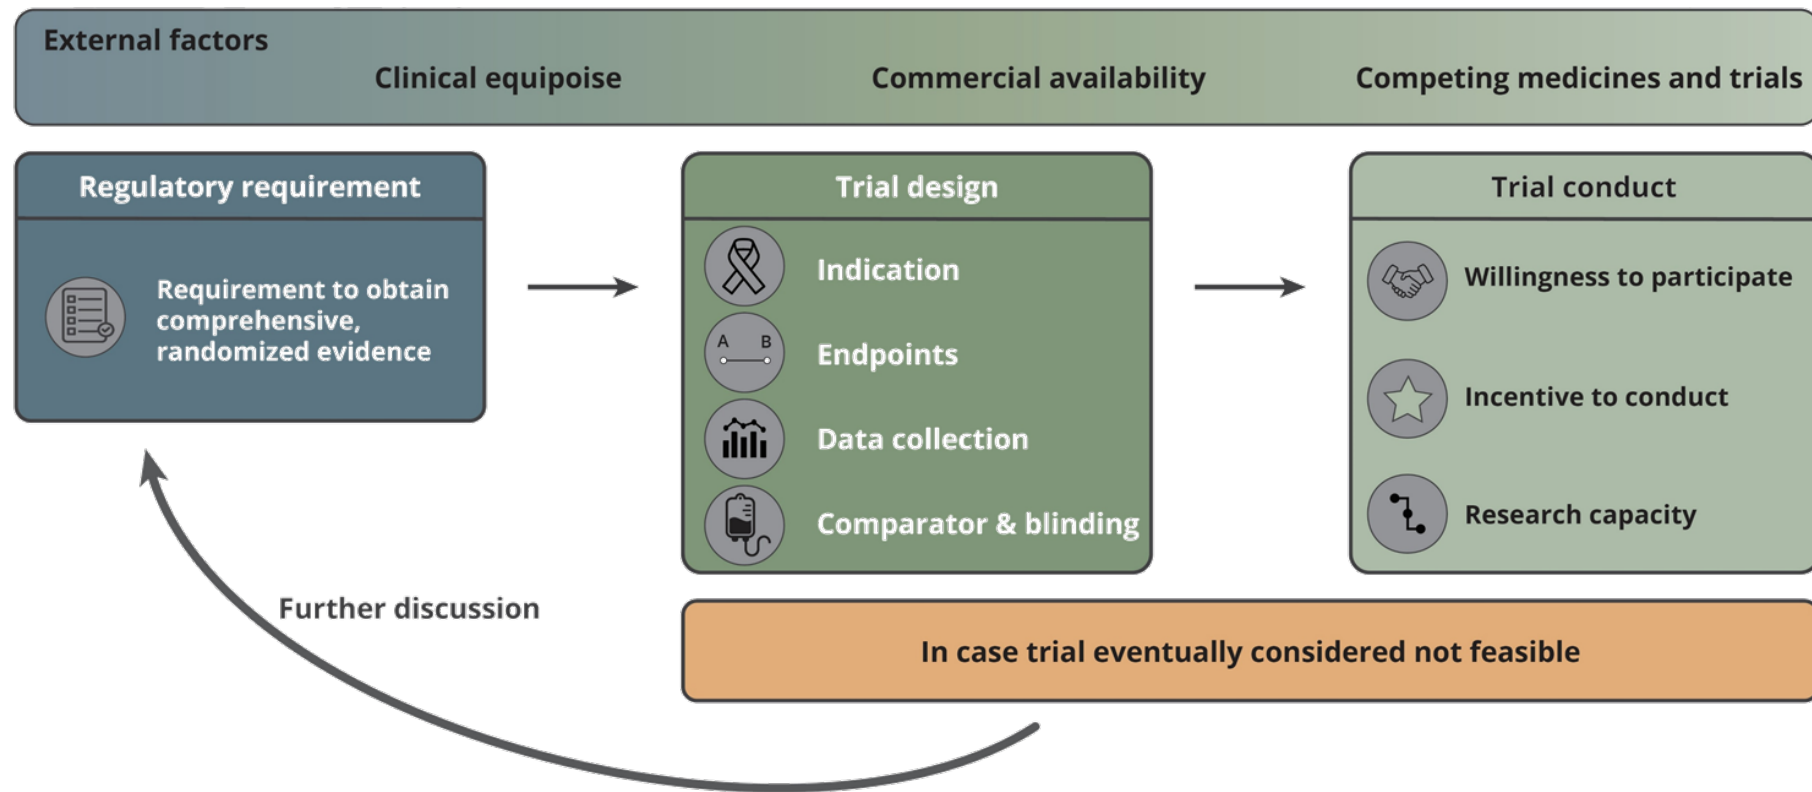 External factors
Clinical equipoise
Commercial availability
Competing medicines and trials
Regulatory requirement
Requirement to obtain
comprehensive,
randomized evidence
Trial design
Indication
A B
Endpoints
Data collection
Comparator & blinding
Trial conduct
Willingness to participate
Incentive to conduct
Research capacity
Further discussion
In case trial eventually considered not feasible